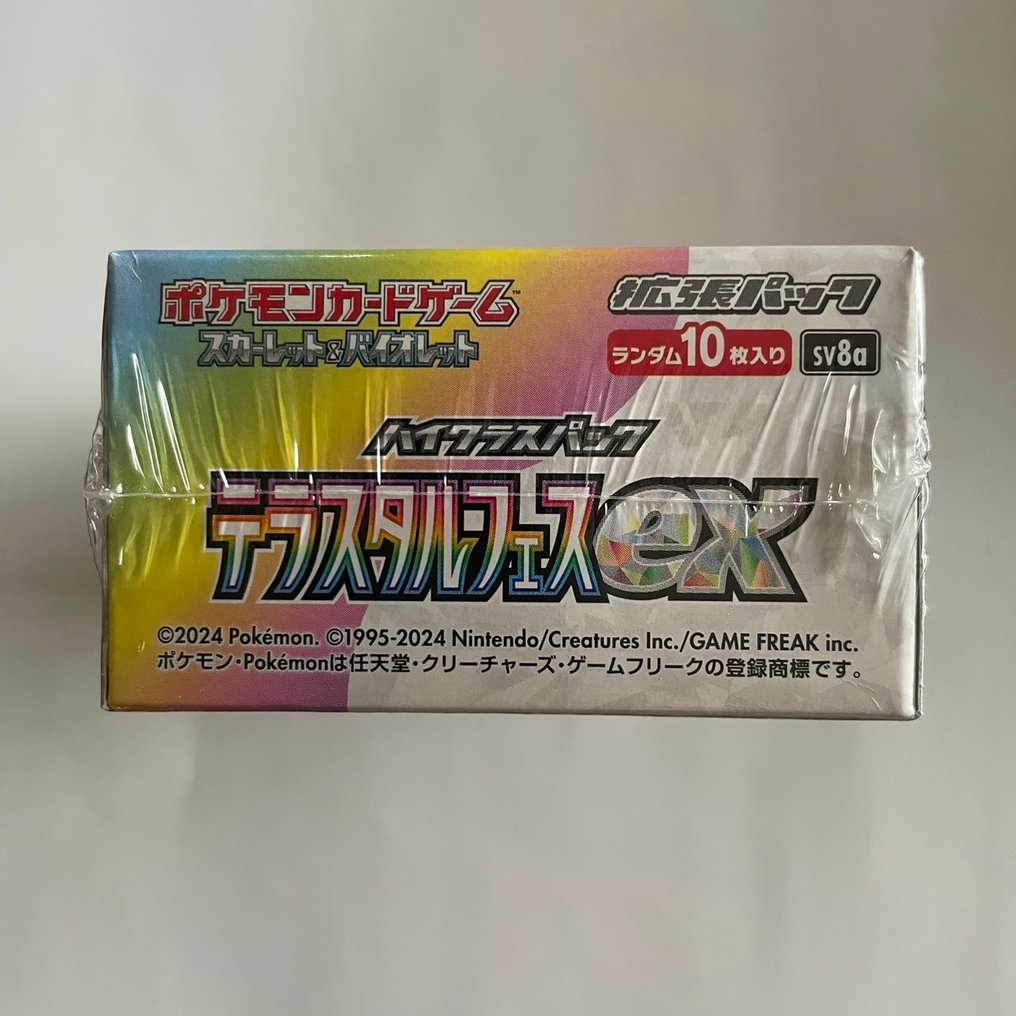 ポケモンカードゲーム™
スカーレット&バイオレット
拡張パック
ランダム10枚入り
sv8a
ハイクラスパック
テラスタルフェスex
©2024 Pokémon. ©1995-2024 Nintendo/Creatures Inc./GAME FREAK inc.
ポケモン・Pokémonは任天堂・クリーチャーズ・ゲームフリークの登録商標です。